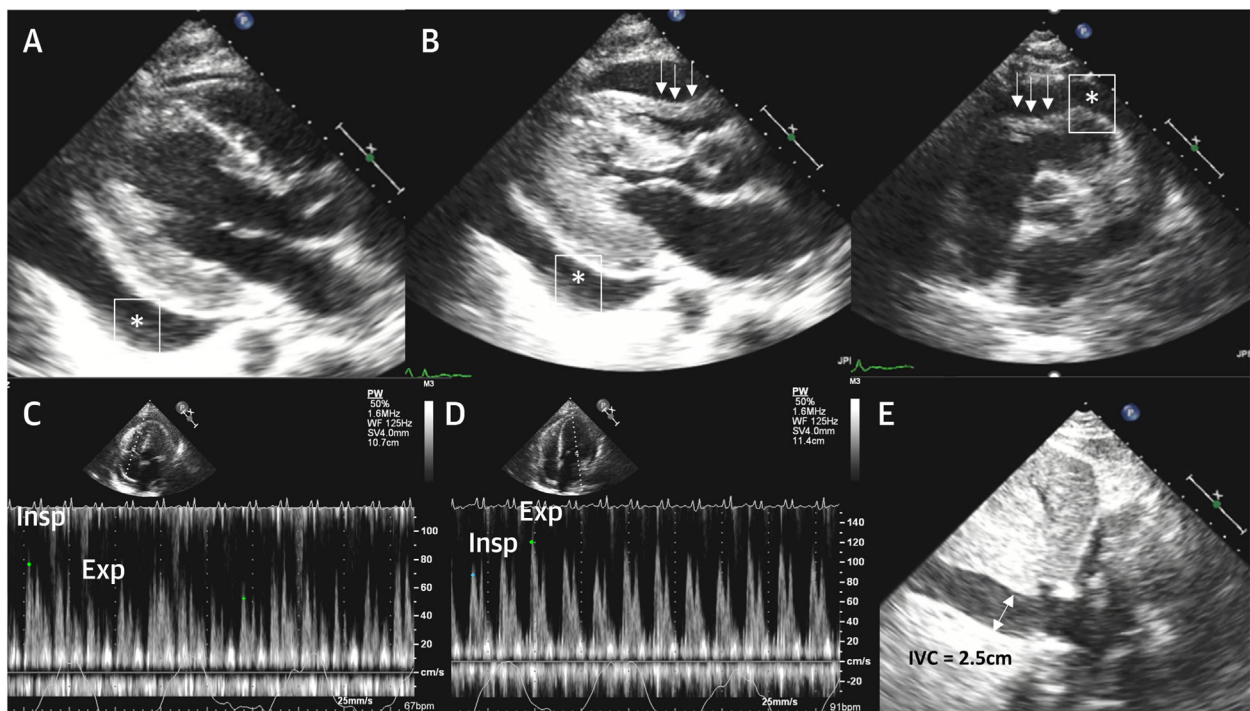 A
B
*
*
*
JPI
JPI
M3
M3
C
PW
50%
1.6MHz
WF 125Hz
SV4.0mm
10.7cm
Insp
Exp
100
80
60
40
20
cm/s
25mm/s
67bpm
D
PW
50%
1.6MHz
WF 125Hz
SV4.0mm
11.4cm
Exp
Insp
140
120
100
80
60
40
20
cm/s
-20
25mm/s
91bpm
E
IVC = 2.5cm